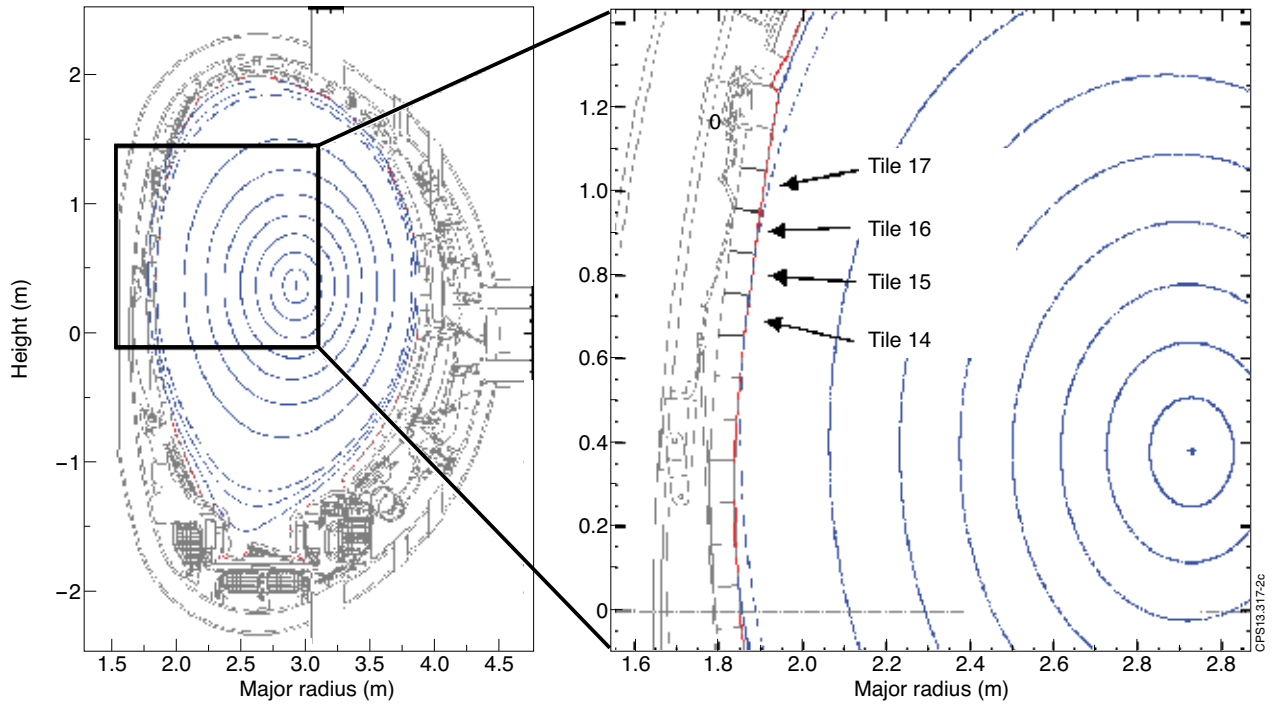 2
1
0
−1
−2
Height (m)
1.5 2.0 2.5 3.0 3.5 4.0 4.5
Major radius (m)
1.2
1.0
0.8
0.6
0.4
0.2
0
0
Tile 17
Tile 16
Tile 15
Tile 14
1.6 1.8 2.0 2.2 2.4 2.6 2.8 2.8
Major radius (m)
CPS13.317-2c